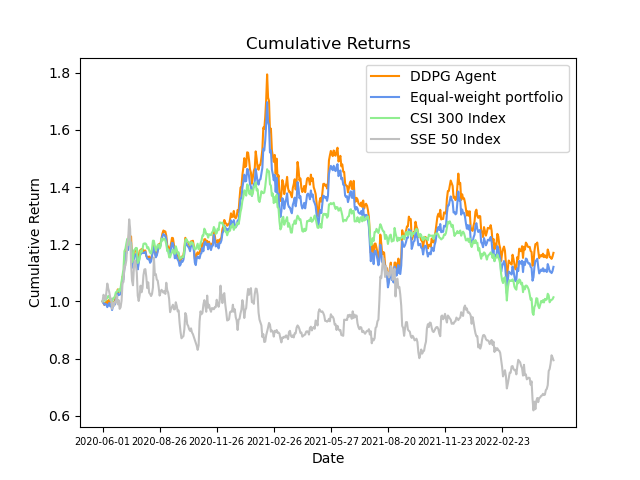 Cumulative Returns
DDPG Agent
Equal-weight portfolio
CSI 300 Index
SSE 50 Index
Cumulative Return
1.8
1.6
1.4
1.2
1.0
0.8
0.6
2020-06-01 2020-08-26 2020-11-26 2021-02-26 2021-05-27 2021-08-20 2021-11-23 2022-02-23
Date